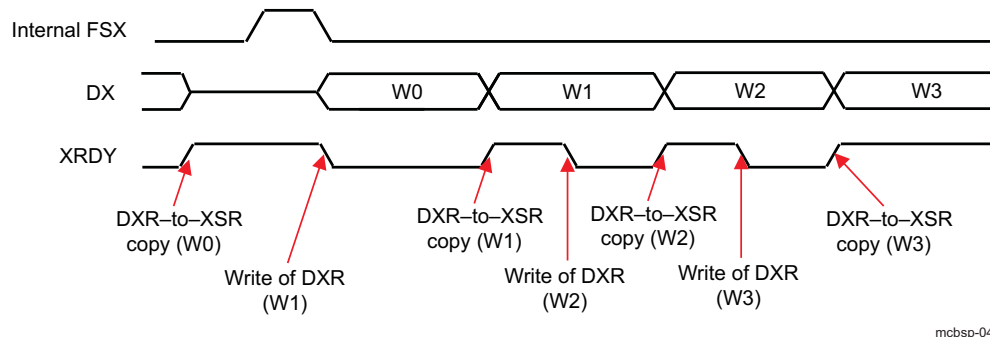 Internal FSX
DX
W0
W1
W2
W3
XRDY
DXR–to–XSR
copy (W0)
Write of DXR
(W1)
DXR–to–XSR
copy (W1)
Write of DXR
(W2)
DXR–to–XSR
copy (W2)
Write of DXR
(W3)
DXR–to–XSR
copy (W3)